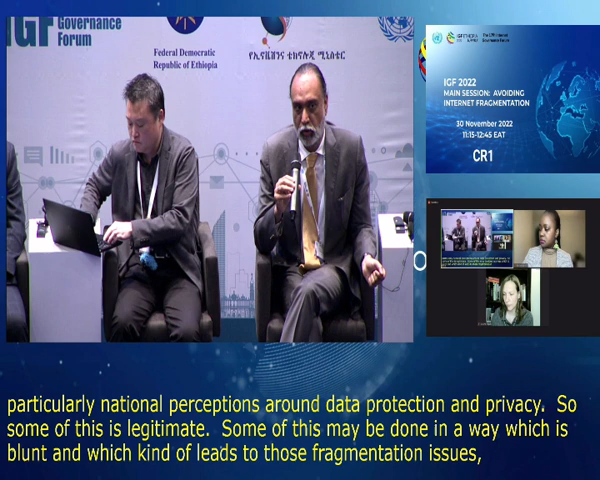 IGF
Governance
Forum
Federal Democratic
Republic of Ethiopia
የኢኖቬሽንና ቴክኖሎጂ ሚኒስቴር
IGF 2022
MAIN SESSION: AVOIDING
INTERNET FRAGMENTATION
30 November 2022
11:15-12:45 EAT
CR1
particularly national perceptions around data protection and privacy. So
some of this is legitimate. Some of this may be done in a way which is
blunt and which kind of leads to those fragmentation issues,